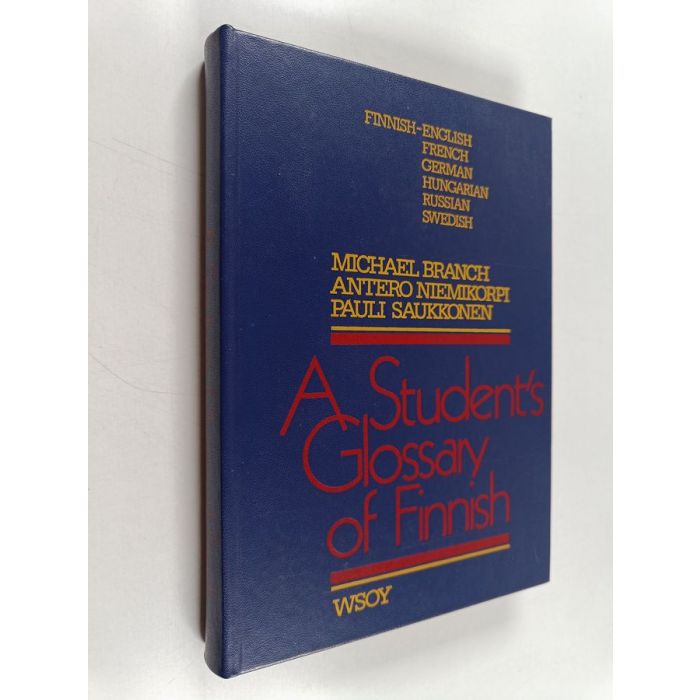 FINNISH-ENGLISH
FRENCH
GERMAN
HUNGARIAN
RUSSIAN
SWEDISH
MICHAEL BRANCH
ANTERO NIEMIKORPI
PAULI SAUKKONEN
A Student's
Glossary
of Finnish
WSOY